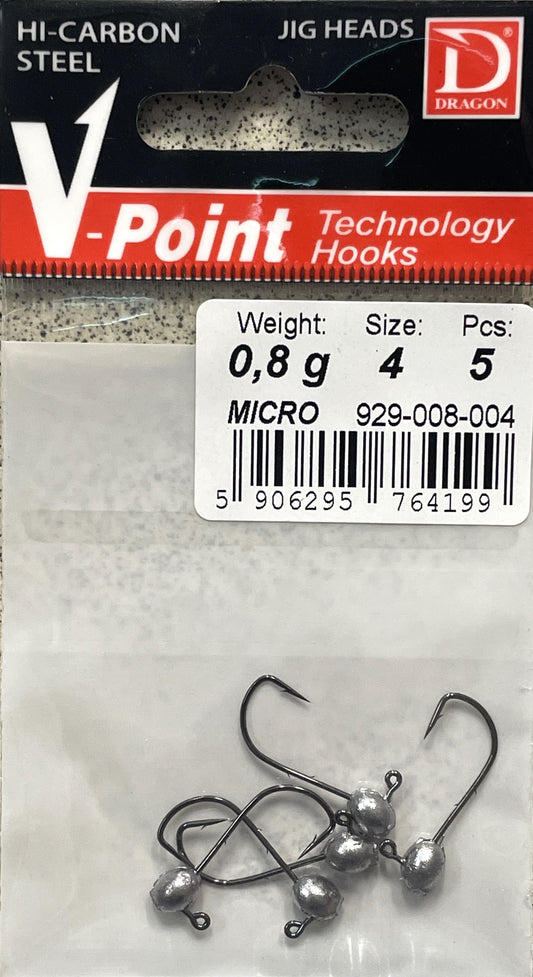 HI-CARBON
STEEL
JIG HEADS
D®
DRAGON
V-Point
Technology
Hooks
Weight: Size: Pcs:
0,8 g 4 5
MICRO 929-008-004
5 906295 764199